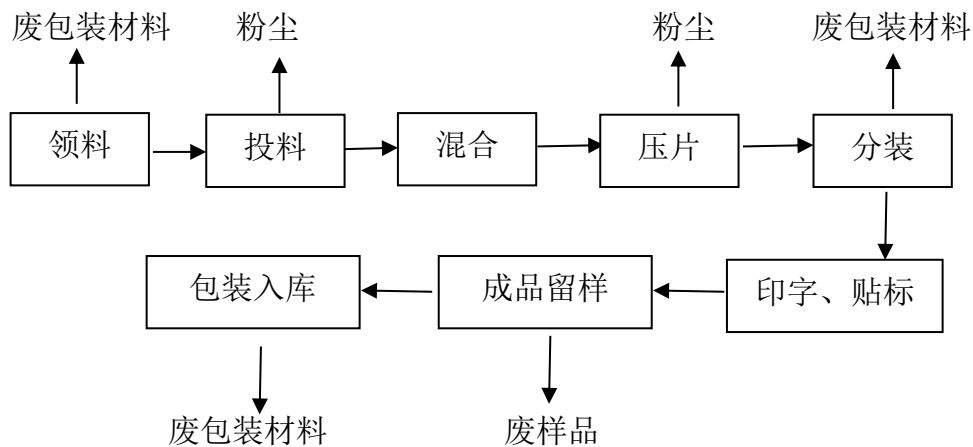 废包装材料 粉尘 粉尘 废包装材料
领料 投料 混合 压片 分装
包装入库 成品留样 印字、贴标
废包装材料 废样品